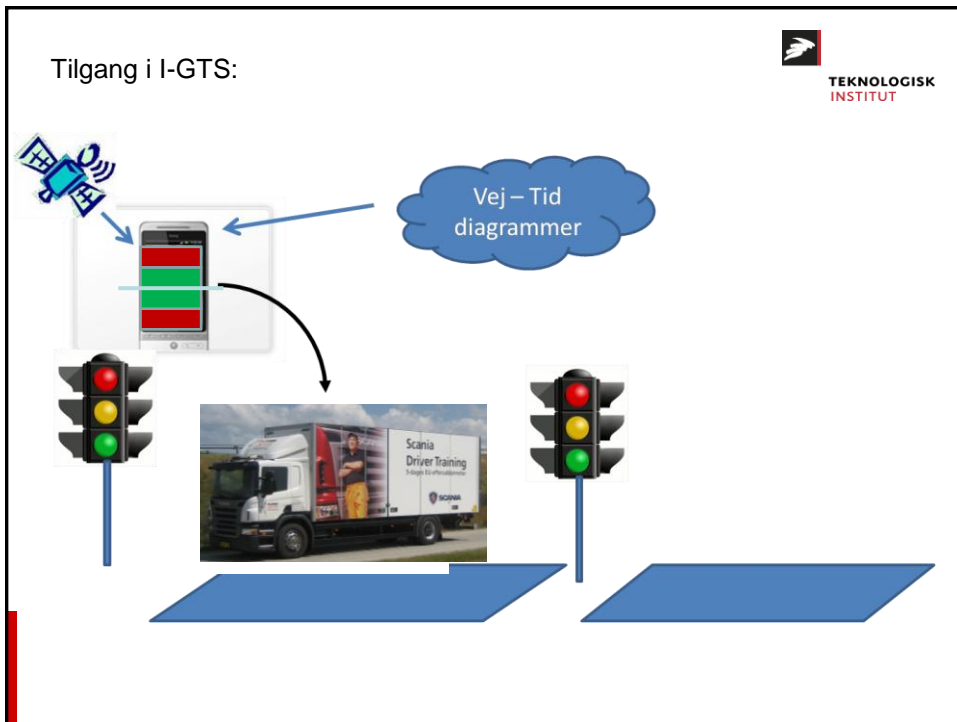 Tilgang i I-GTS:
TEKNOLOGISK
INSTITUT
Vej – Tid
diagrammer
Scania
Driver Training
SCANIA